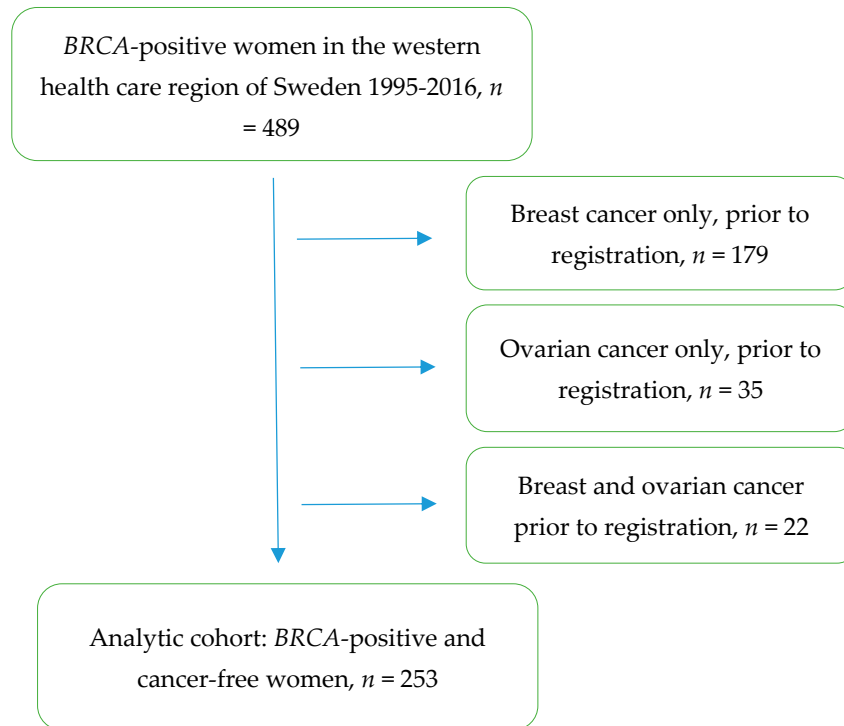 BRCA-positive women in the western
health care region of Sweden 1995-2016, n
= 489
Breast cancer only, prior to
registration, n = 179
Ovarian cancer only, prior to
registration, n = 35
Breast and ovarian cancer
prior to registration, n = 22
Analytic cohort: BRCA-positive and
cancer-free women, n = 253